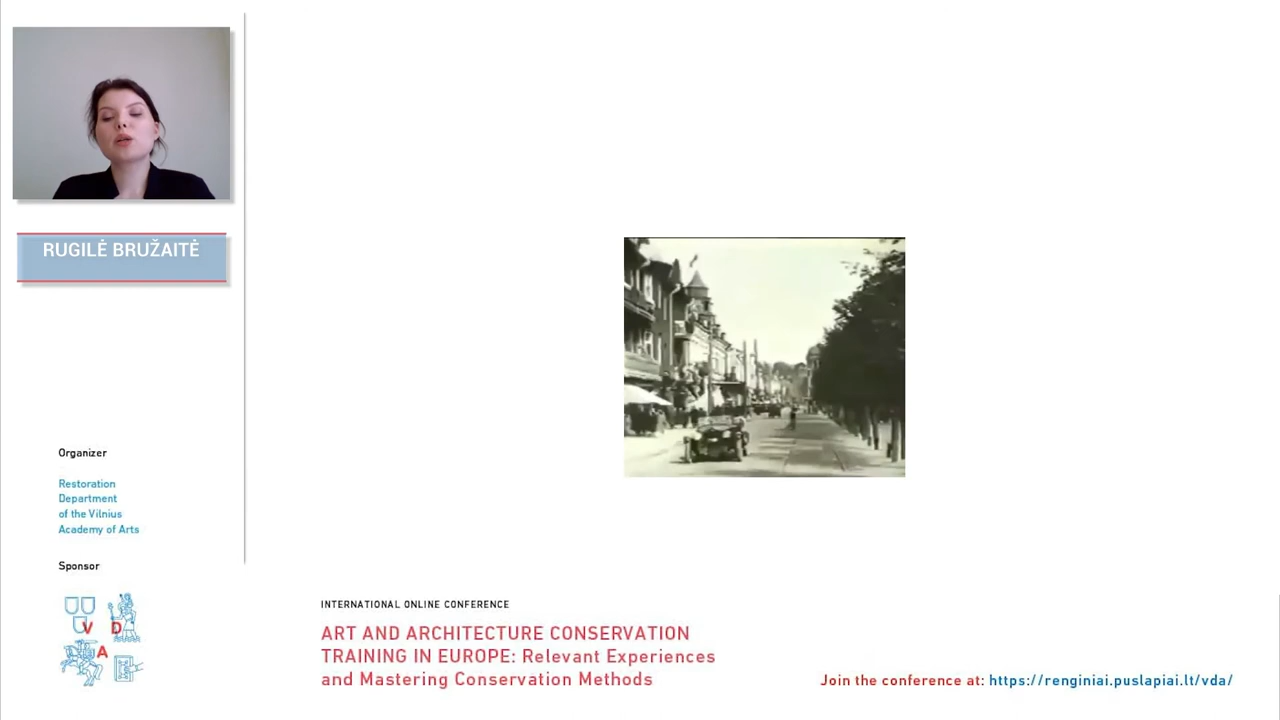 RUGILĖ BRUŽAITĖ
Organizer
Restoration
Department
of the Vilnius
Academy of Arts
Sponsor
V D
A
INTERNATIONAL ONLINE CONFERENCE
ART AND ARCHITECTURE CONSERVATION
TRAINING IN EUROPE: Relevant Experiences
and Mastering Conservation Methods
Join the conference at: https://renginiai.puslapiai.lt/vda/